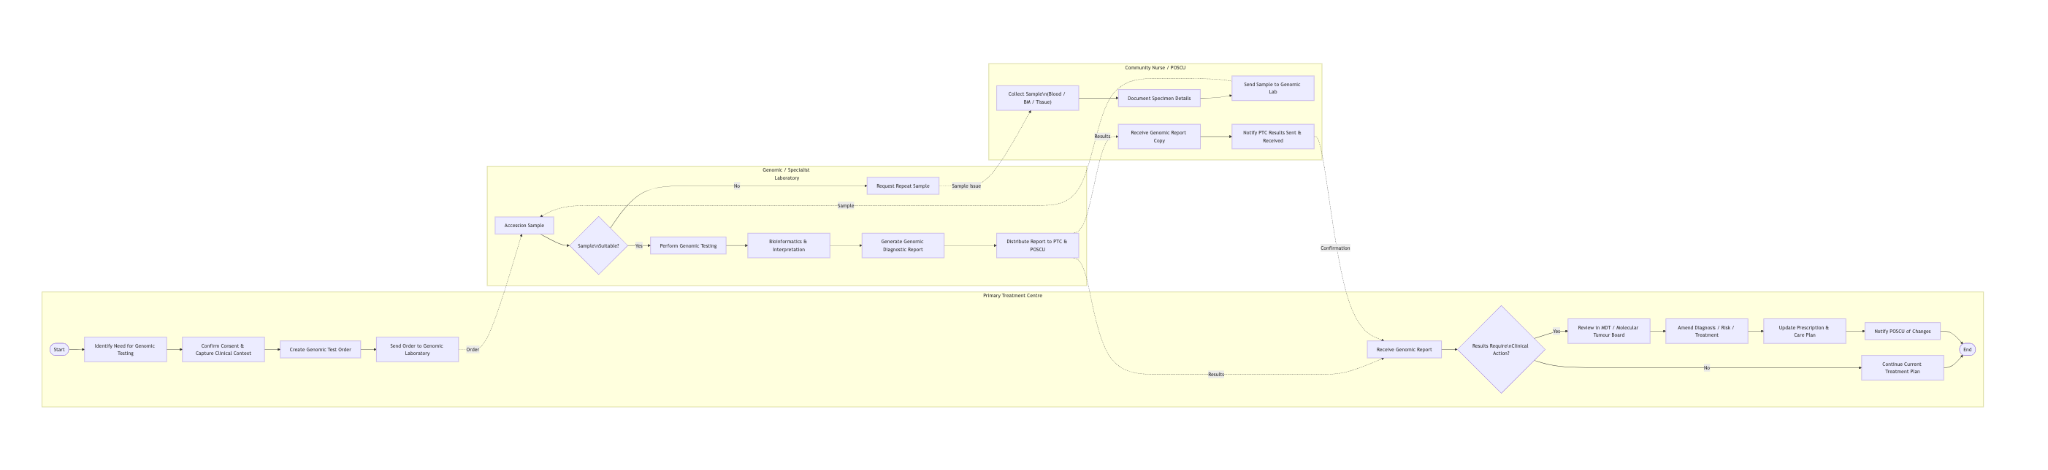 Community Nurse / POSCU
Collect Sample\n(Blood /
BM / Tissue)
Document Specimen Details
Send Sample to Genomic
Lab
Results
Receive Genomic Report
Copy
Notify PTC Results Sent &
Received
Genomic / Specialist
Laboratory
No
Request Repeat Sample
Sample Issue
Sample
Accession Sample
Sample\nSuitable?
Yes
Perform Genomic Testing
Bioinformatics &
Interpretation
Generate Genomic
Diagnostic Report
Distribute Report to PTC &
POSCU
Confirmation
Primary Treatment Centre
Start
Identify Need for Genomic
Testing
Confirm Consent &
Capture Clinical Context
Create Genomic Test Order
Send Order to Genomic
Laboratory
Order
Results
Receive Genomic Report
Results Require\nClinical
Action?
Yes
Review in MDT / Molecular
Tumour Board
Amend Diagnosis / Risk /
Treatment
Update Prescription &
Care Plan
Notify POSCU of Changes
No
Continue Current
Treatment Plan
End